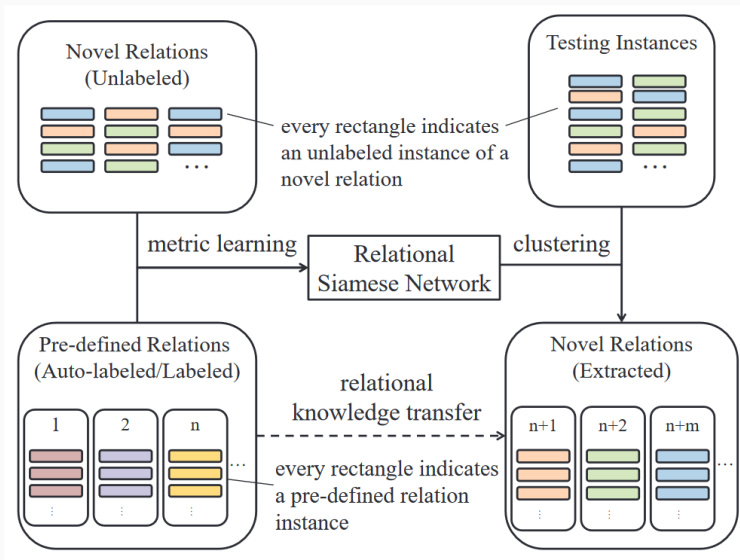 Novel Relations
(Unlabeled)
...
Testing Instances
...
every rectangle indicates
an unlabeled instance of a
novel relation
metric learning
Relational
Siamese Network
clustering
Pre-defined Relations
(Auto-labeled/Labeled)
1
2
n
...
relational
knowledge transfer
every rectangle indicates
a pre-defined relation
instance
Novel Relations
(Extracted)
n+1
n+2
n+m
...